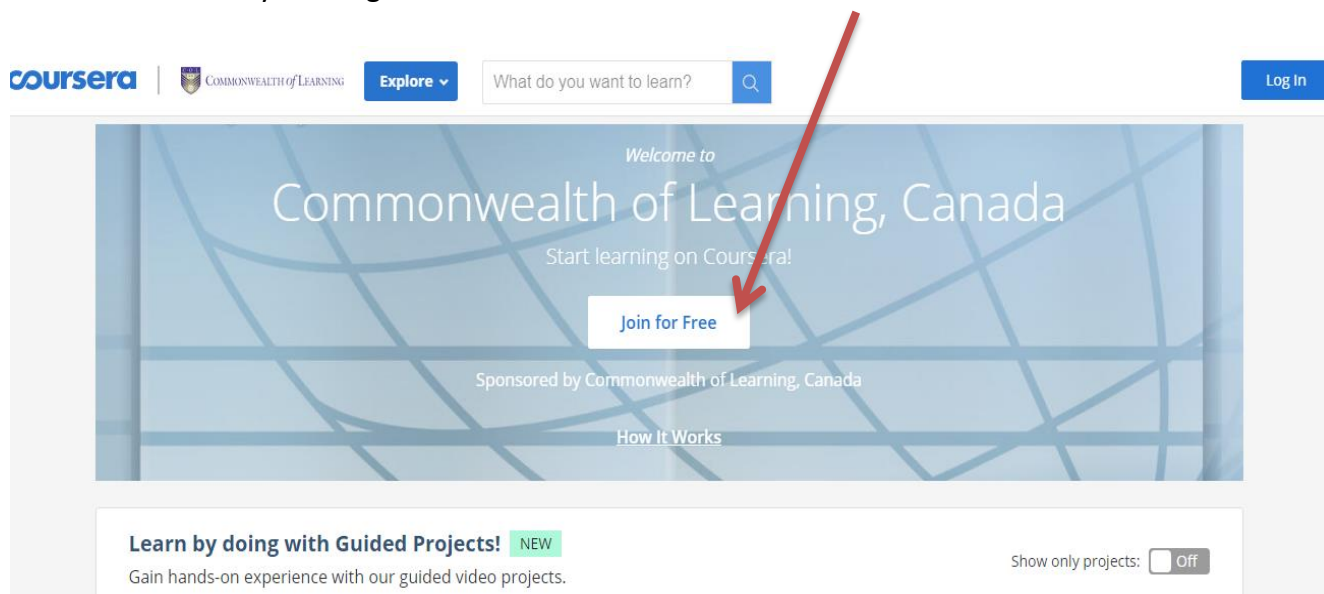 coursera
COMMONWEALTH of LEARNING
Explore
What do you want to learn?
Log In
Welcome to
Commonwealth of Learning, Canada
Start learning on Coursera!
Join for Free
Sponsored by Commonwealth of Learning, Canada
How It Works
Learn by doing with Guided Projects! NEW
Gain hands-on experience with our guided video projects.
Show only projects: Off